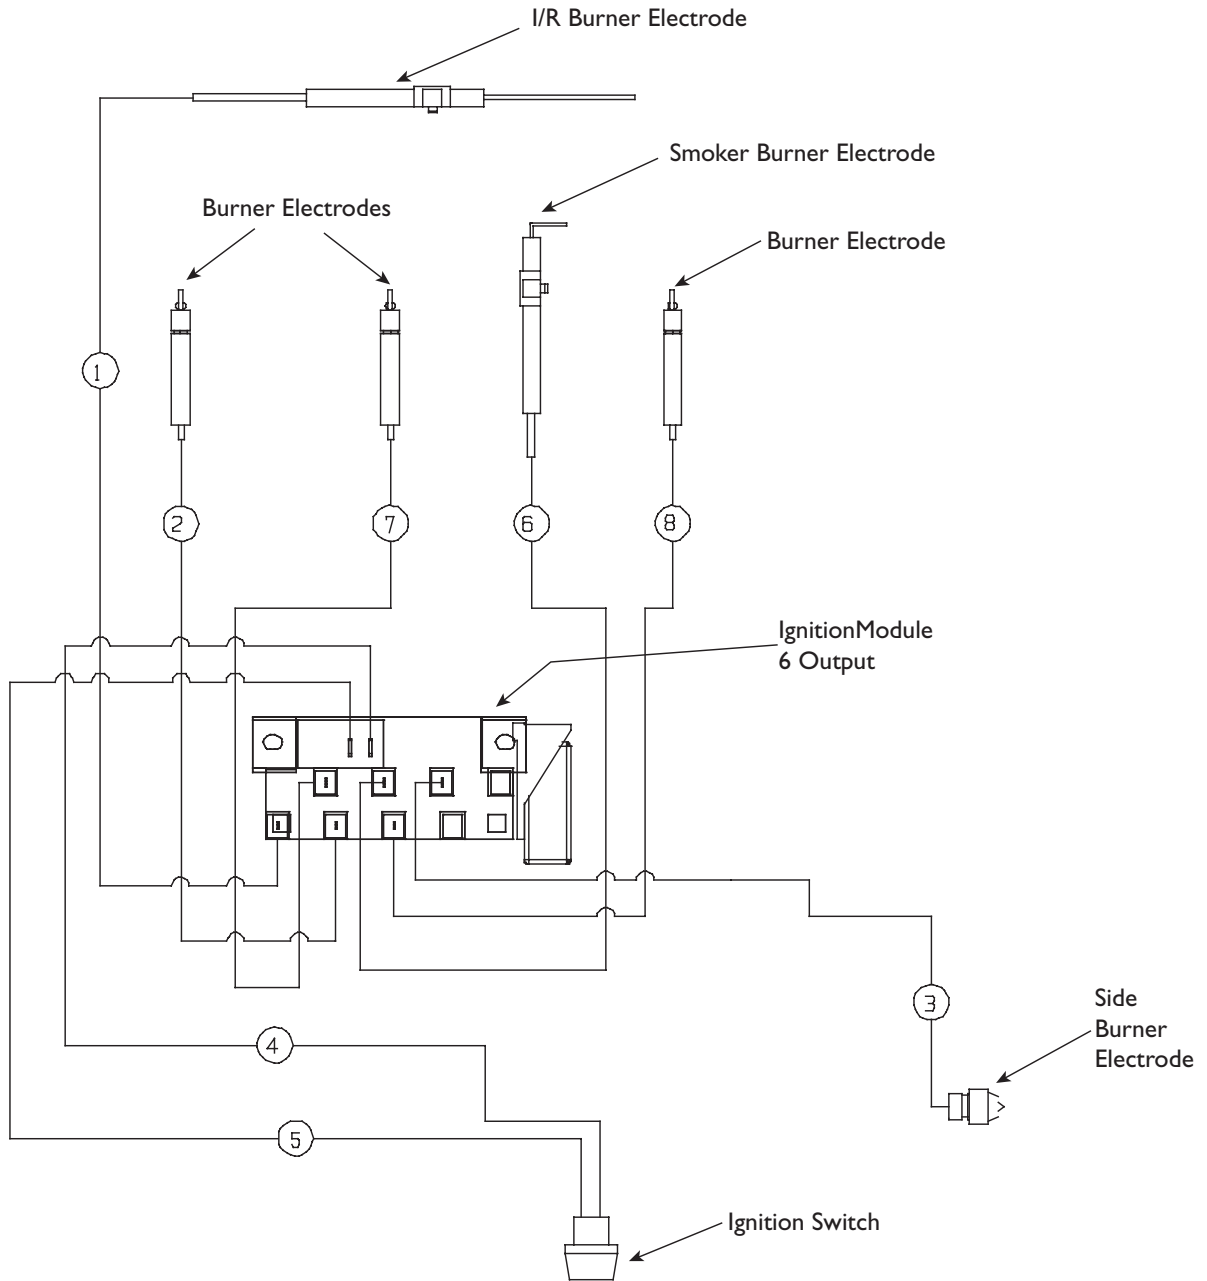 I/R Burner Electrode
Smoker Burner Electrode
Burner Electrodes
Burner Electrode
1
2
7
6
8
IgnitionModule
6 Output
3
Side
Burner
Electrode
4
5
Ignition Switch